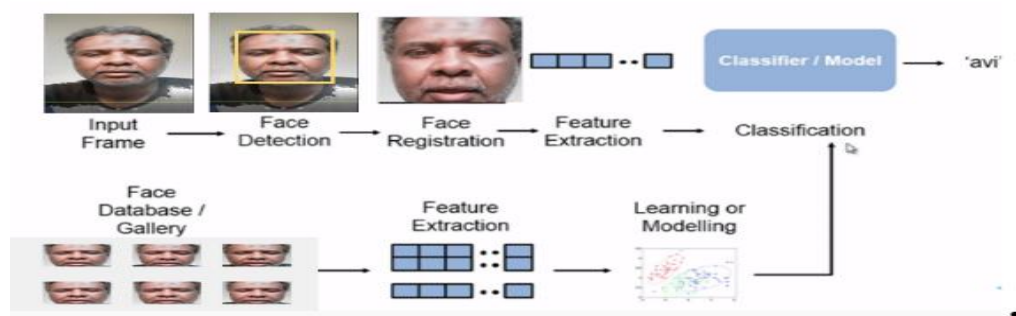 Classifier / Model
'avi'
Input
Frame
Face
Detection
Face
Registration
Feature
Extraction
Classification
Face
Database /
Gallery
Feature
Extraction
Learning or
Modelling